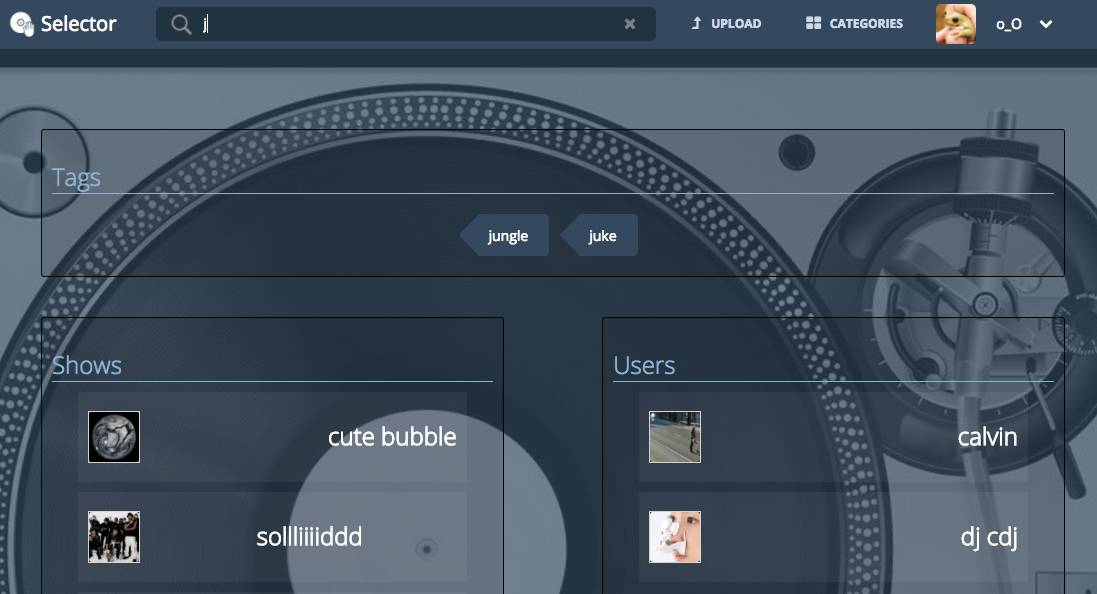 Selector
j
UPLOAD
CATEGORIES
o_O
Tags
jungle
juke
Shows
cute bubble
sollliiiiddd
Users
calvin
dj cdj